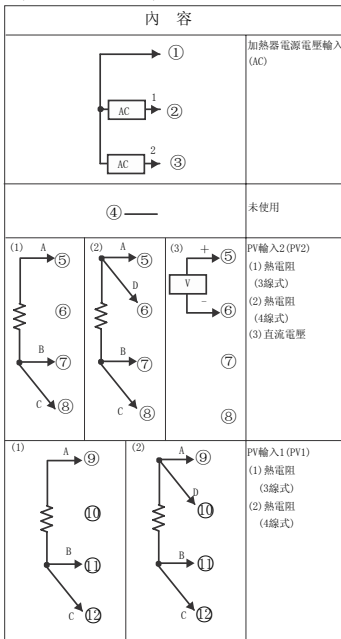 內 容
①
1
AC
②
2
AC
③
加熱器電源電壓輸入
(AC)
④
未使用
(1)
A
⑤
⑥
B
⑦
C
⑧
(2)
A
⑤
D
⑥
B
⑦
C
⑧
(3)
+
⑤
V
-
⑥
⑦
⑧
PV輸入2(PV2)
(1)熱電阻
(3線式)
(2)熱電阻
(4線式)
(3)直流電壓
(1)
A
⑨
⑩
B
⑪
C
⑫
(2)
A
⑨
D
⑩
B
⑪
C
⑫
PV輸入1(PV1)
(1)熱電阻
(3線式)
(2)熱電阻
(4線式)